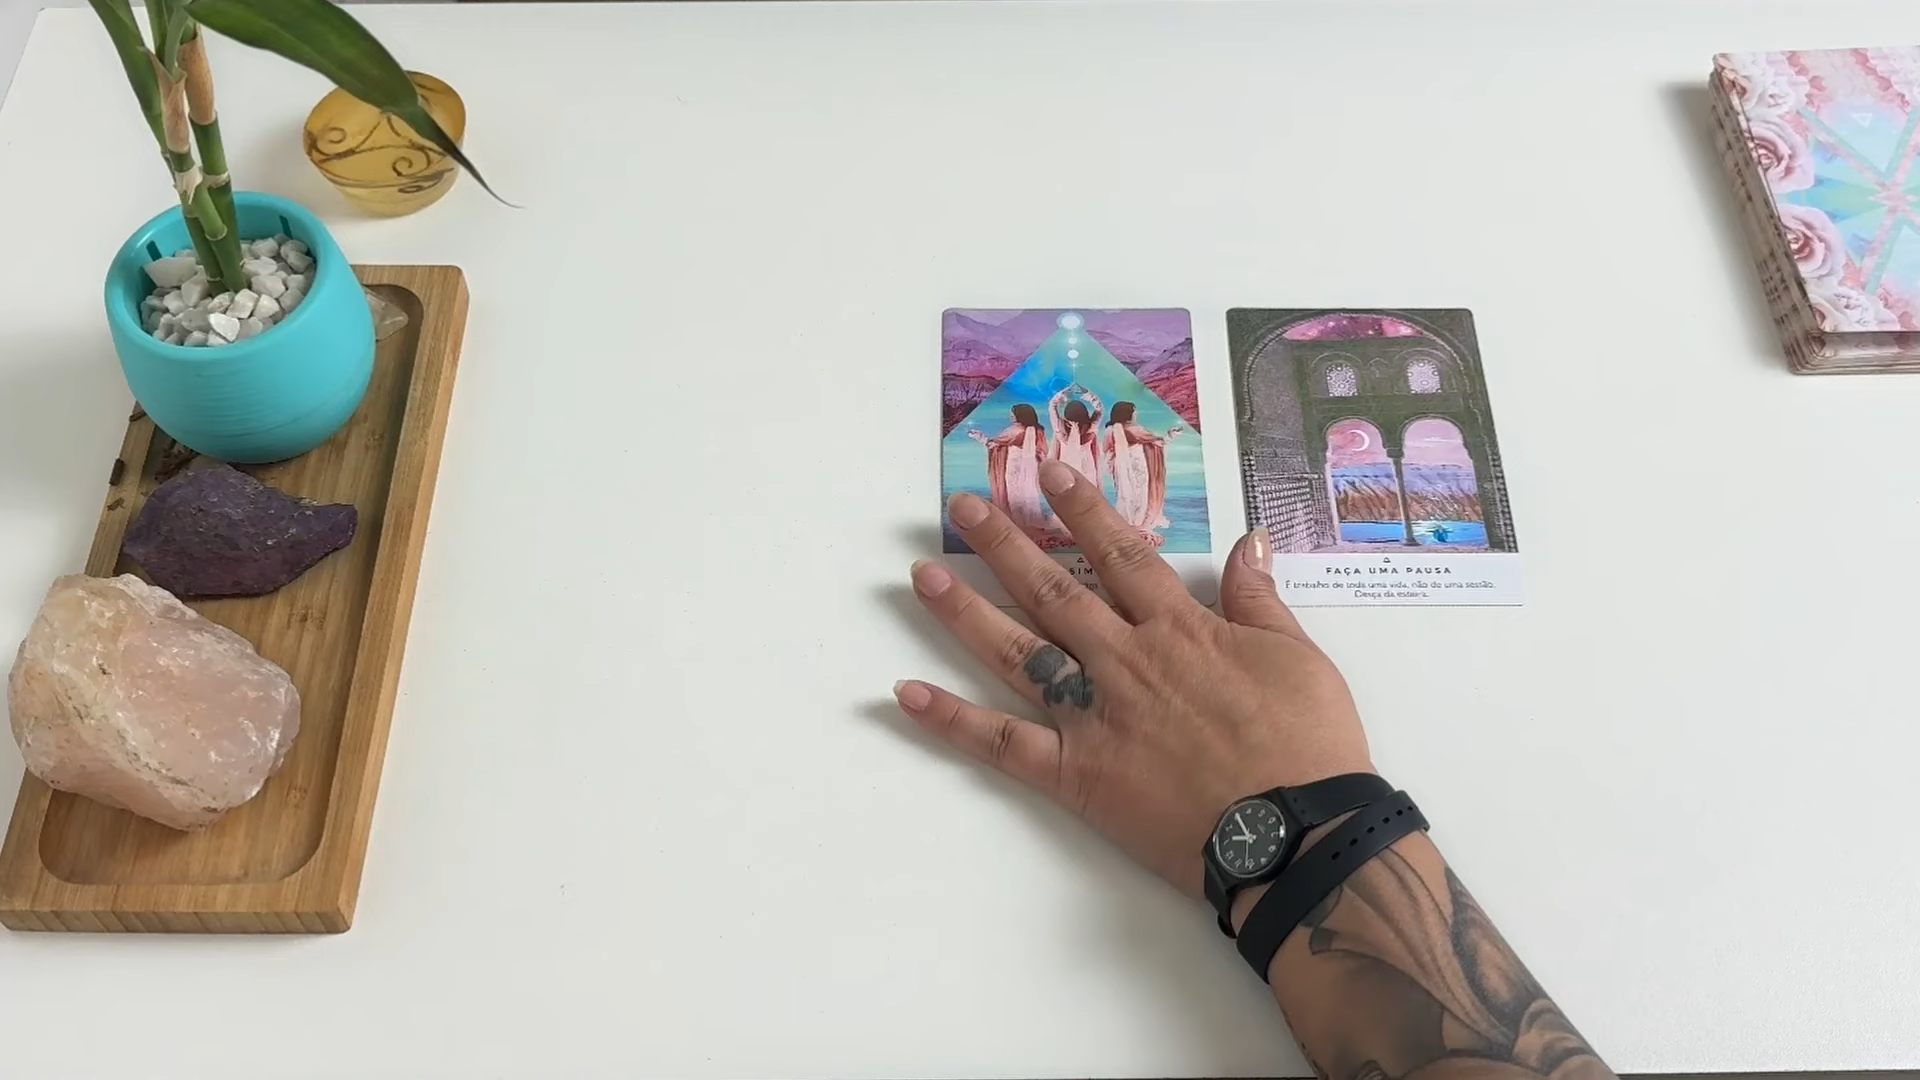 SIM
FAÇA UMA PAUSA
É trabalho de toda uma vida, não de uma sessão.
Desça da esteira.